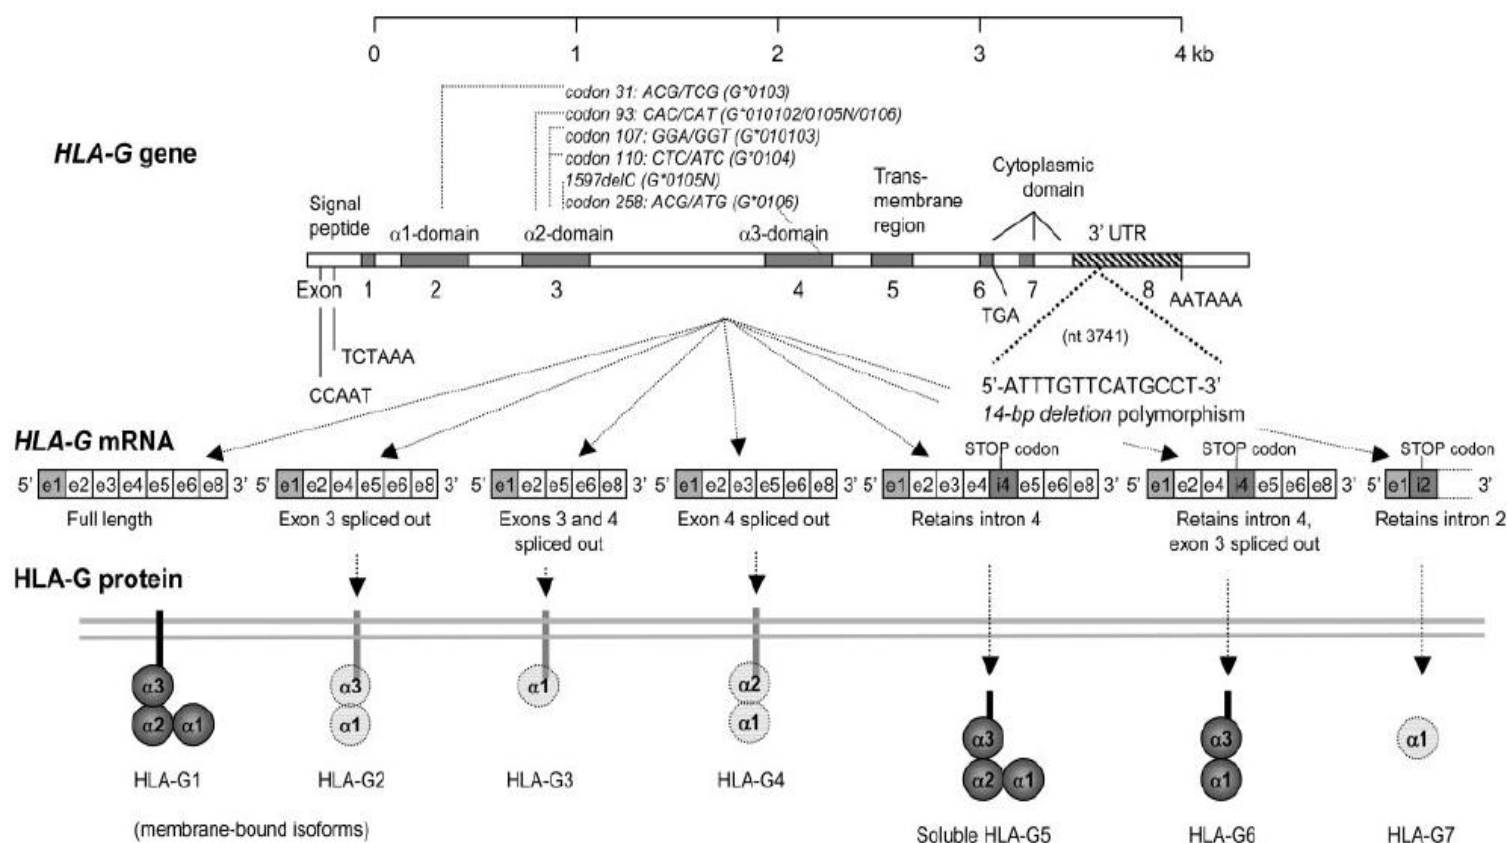 0 1 2 3 4 kb
codon 31: ACG/TCG (G*0103)
codon 93: CAC/CAT (G*010102/0105N/0106)
codon 107: GGA/GGT (G*010103)
codon 110: CTC/ATC (G*0104)
1597delC (G*0105N)
codon 258: ACG/ATG (G*0106)
HLA-G gene
Signal
peptide
α1-domain
α2-domain
α3-domain
Trans-
membrane
region
Cytoplasmic
domain
3' UTR
Exon 1 2 3 4 5 6 7 8
TGA
AATAAA
TCTAAA
CCAAT
(nt 3741)
5'-ATTTGTTCATGCCT-3'
14-bp deletion polymorphism
HLA-G mRNA
STOP codon
STOP codon
STOP codon
5' e1 e2 e3 e4 e5 e6 e8 3'
5' e1 e2 e4 e5 e6 e8 3'
5' e1 e2 e5 e6 e8 3'
5' e1 e2 e3 e5 e6 e8 3'
5' e1 e2 e3 e4 i4 e5 e6 e8 3'
5' e1 e2 e4 i4 e5 e6 e8 3'
5' e1 i2 3'
Full length
Exon 3 spliced out
Exons 3 and 4
spliced out
Exon 4 spliced out
Retains intron 4
Retains intron 4,
exon 3 spliced out
Retains intron 2
HLA-G protein
α3
α2 α1
HLA-G1
α3
α1
HLA-G2
α1
HLA-G3
α2
α1
HLA-G4
α3
α2 α1
Soluble HLA-G5
α3
α1
HLA-G6
α1
HLA-G7
(membrane-bound isoforms)